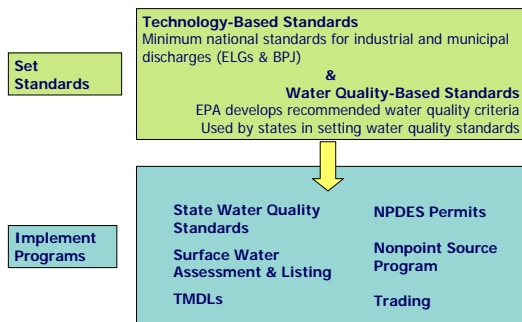 Technology-Based Standards
Minimum national standards for industrial and municipal
discharges (ELGs & BPJ)
&
Water Quality-Based Standards
EPA develops recommended water quality criteria
Used by states in setting water quality standards
Set
Standards
State Water Quality
Standards
Surface Water
Assessment & Listing
TMDLs
NPDES Permits
Nonpoint Source
Program
Trading
Implement
Programs